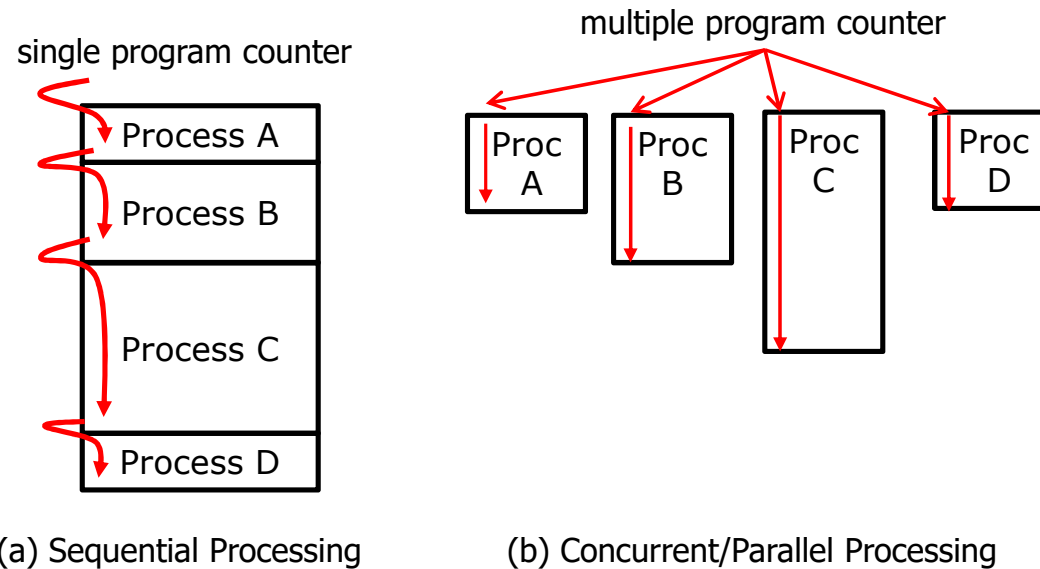 single program counter
Process A
Process B
Process C
Process D
(a) Sequential Processing
multiple program counter
Proc
A
Proc
B
Proc
C
Proc
D
(b) Concurrent/Parallel Processing